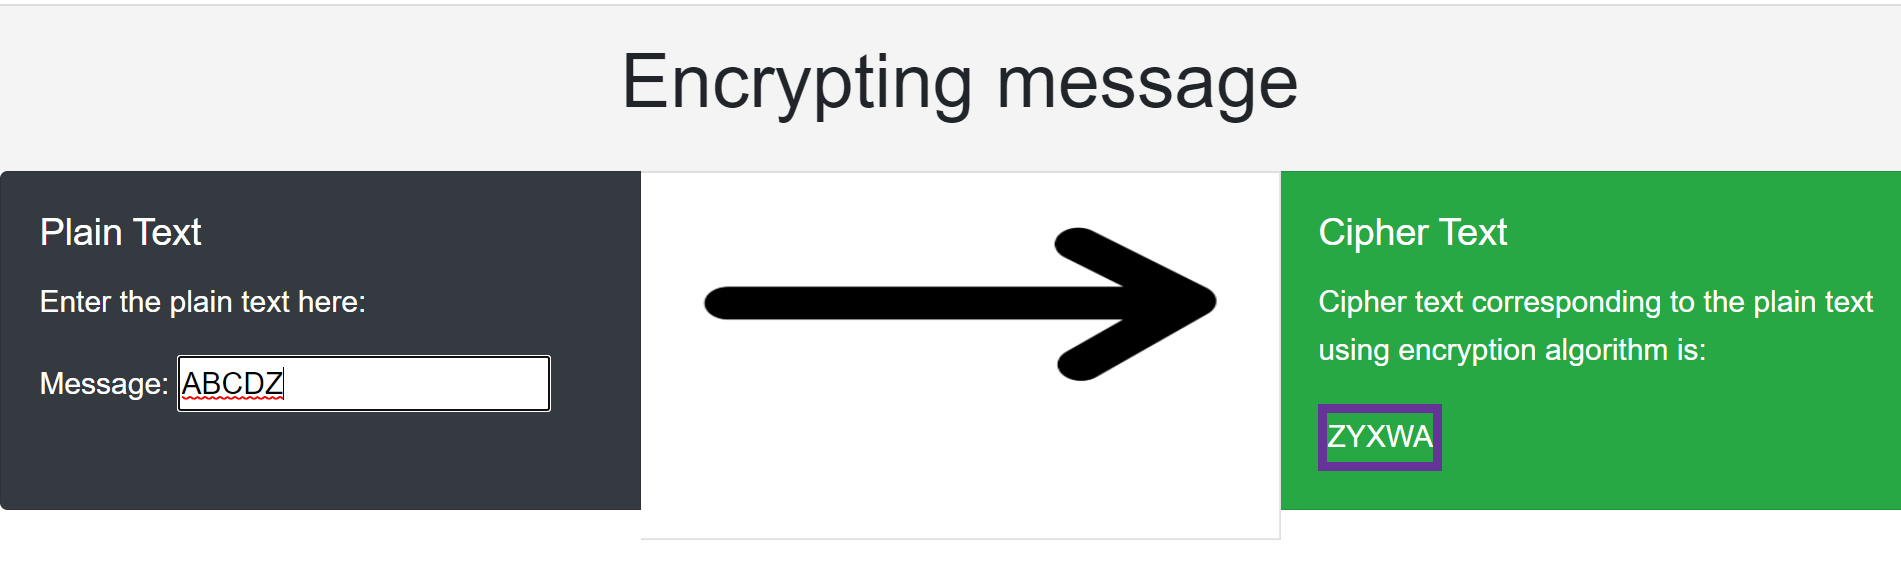 Encrypting message
Plain Text
Enter the plain text here:
Message: ABCDZ
Cipher Text
Cipher text corresponding to the plain text
using encryption algorithm is:
ZYXWA